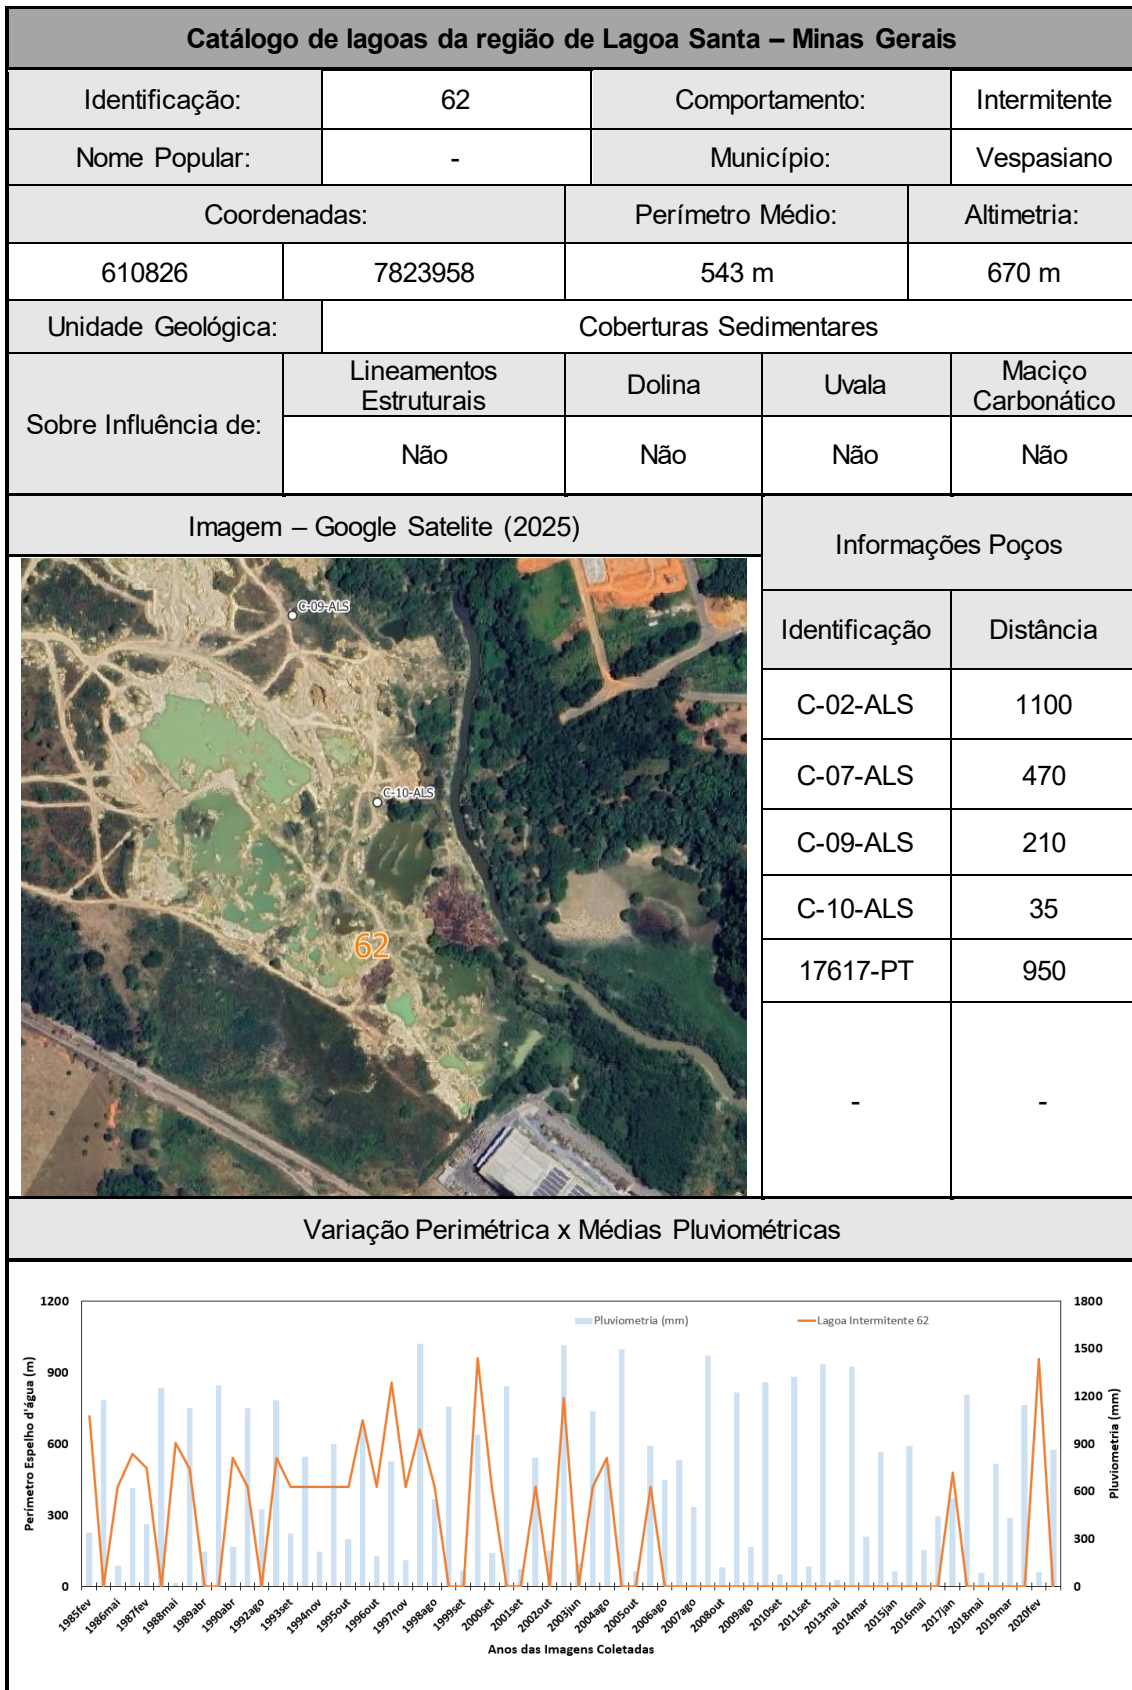 Catálogo de lagoas da região de Lagoa Santa – Minas Gerais
Identificação: 62 Comportamento: Intermitente
Nome Popular: - Município: Vespasiano
Coordenadas: Perímetro Médio: Altimetria:
610826 7823958 543 m 670 m
Unidade Geológica: Coberturas Sedimentares
Sobre Influência de:
Lineamentos Estruturais Dolina Uvala Maciço Carbonático
Não Não Não Não
Imagem – Google Satelite (2025)
C-09-ALS
C-10-ALS
62
Informações Poços
Identificação Distância
C-02-ALS 1100
C-07-ALS 470
C-09-ALS 210
C-10-ALS 35
17617-PT 950
- -
Variação Perimétrica x Médias Pluviométricas
Pluviometria (mm) Lagoa Intermitente 62
Perímetro Espelho d'água (m)
1200
900
600
300
0
1800
1500
1200
900
600
300
0
Pluviometria (mm)
1985fev 1986mai 1987fev 1988mai 1989abr 1990abr 1992ago 1993set 1994nov 1995out 1996out 1997nov 1998ago 1999set 2000set 2001set 2002out 2003jun 2004ago 2005out 2006ago 2007ago 2008out 2009ago 2010set 2011set 2013mai 2014mar 2015jan 2016mai 2017jan 2018mai 2019mar 2020fev
Anos das Imagens Coletadas